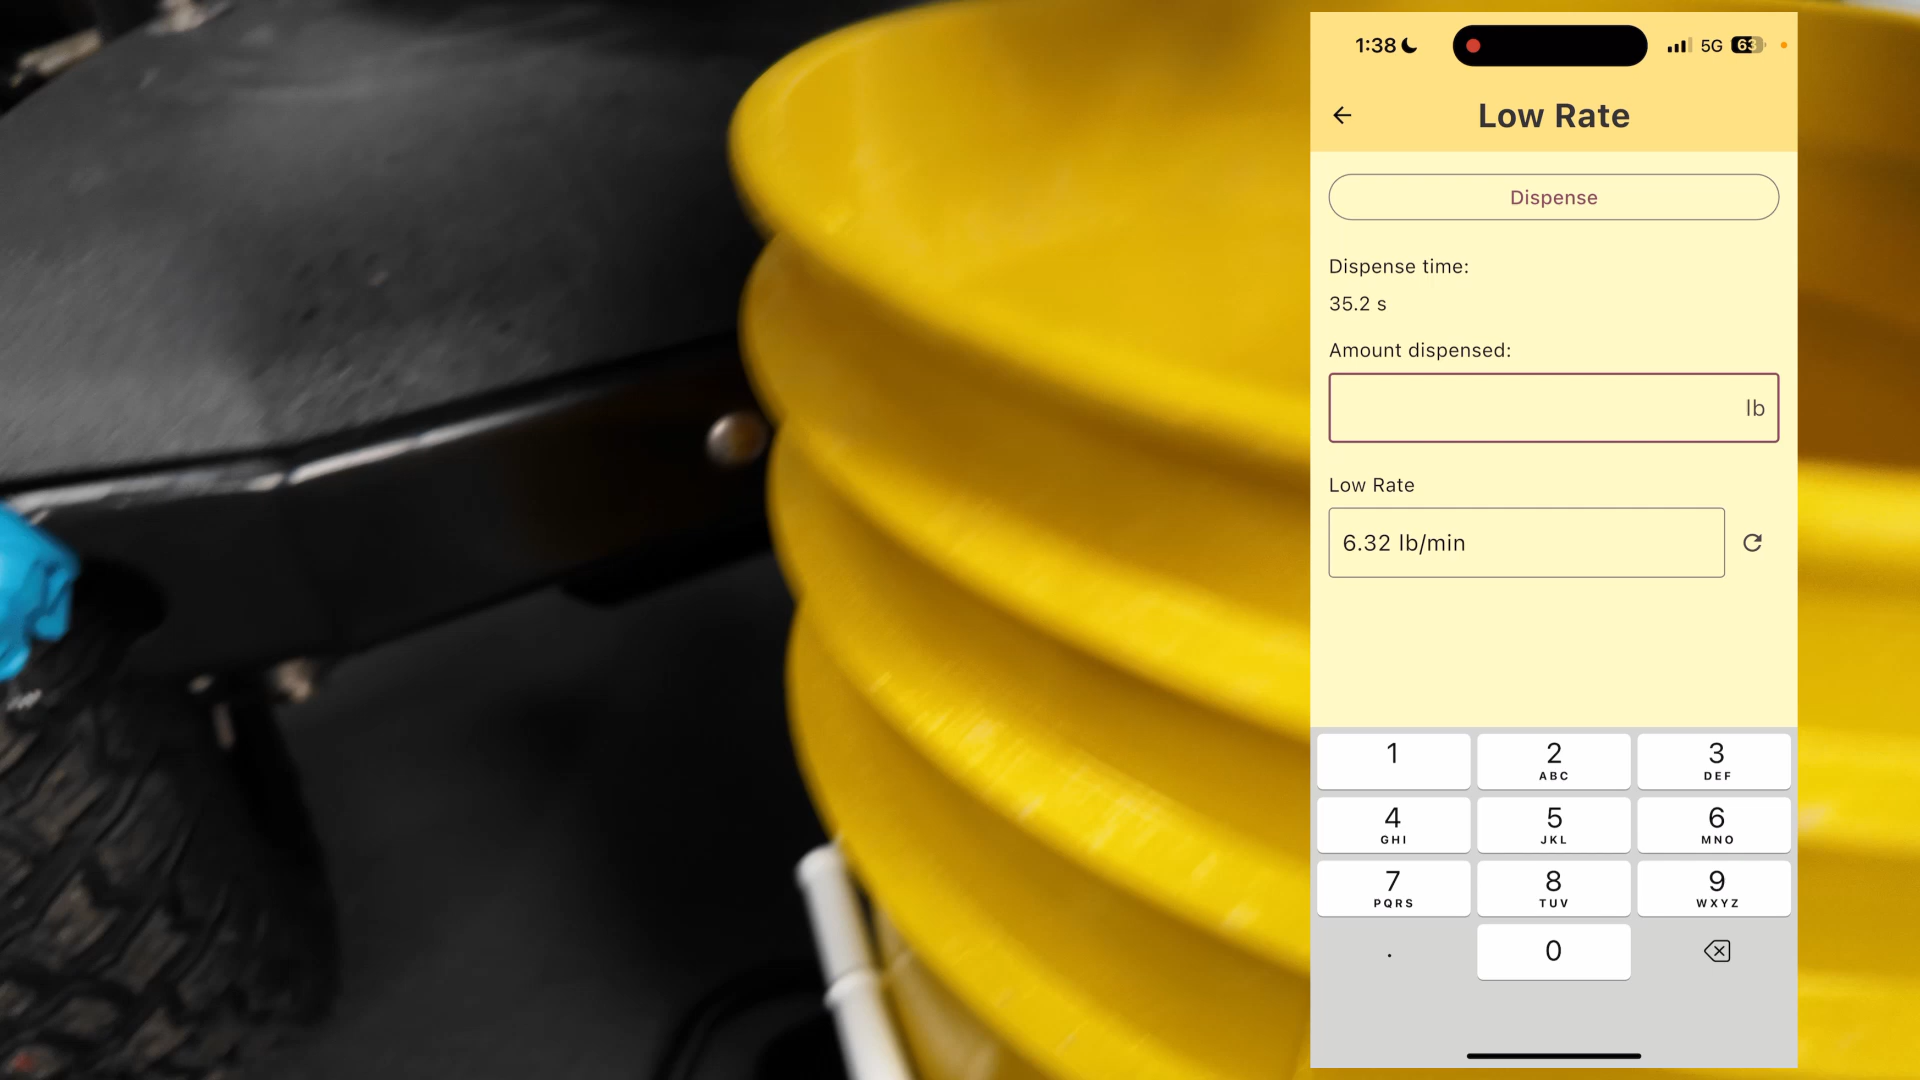 1:38 5G 63
Low Rate
Dispense
Dispense time:
35.2 s
Amount dispensed:
lb
Low Rate
6.32 lb/min
1 2 3
ABC DEF
4 5 6
GHI JKL MNO
7 8 9
PQRS TUV WXYZ
. 0